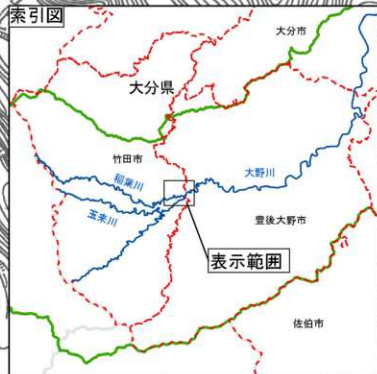 索引図
大分市
大分県
竹田市
稲葉川
大野川
玉来川
豊後大野市
表示範囲
佐伯市